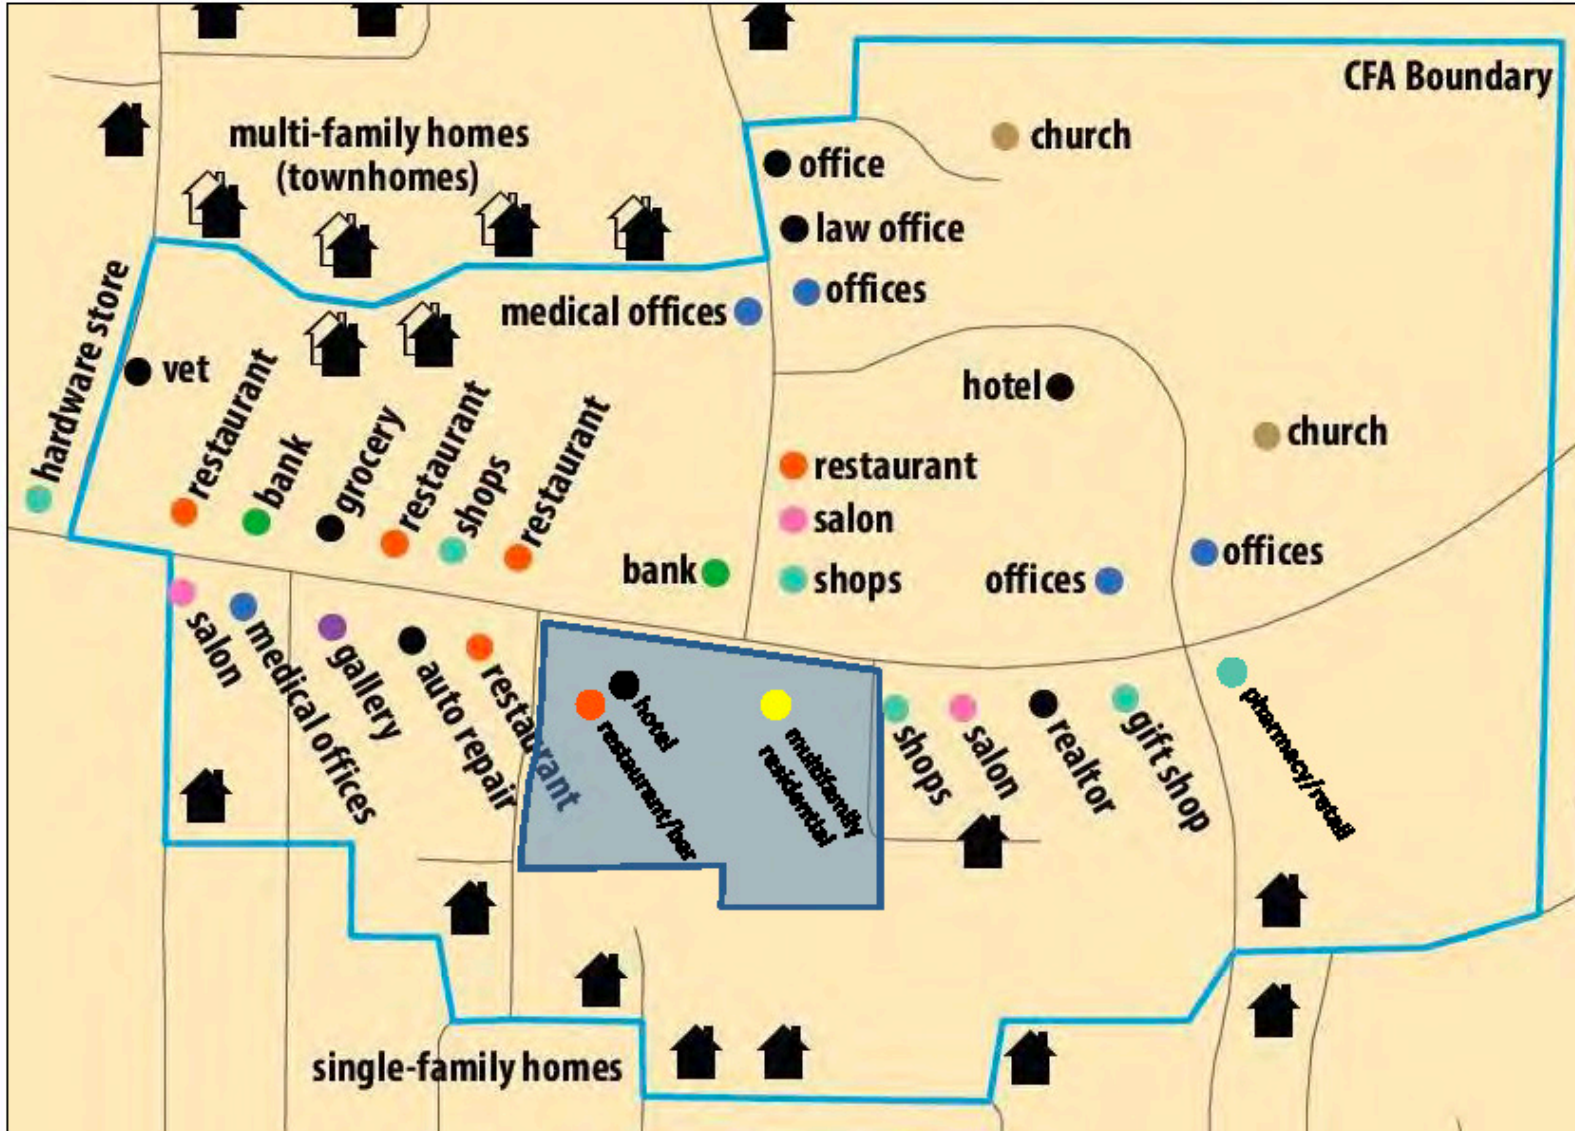 CFA Boundary
multi-family homes
(townhomes)
church
office
law office
offices
medical offices
hardware store
vet
restaurant
bank
grocery
restaurant
shops
restaurant
hotel
church
restaurant
salon
shops
bank
offices
offices
salon
medical offices
gallery
auto repair
restaurant
hotel
restaurant/bar
multifamily
residential
shops
salon
realtor
gift shop
pharmacy/retail
single-family homes